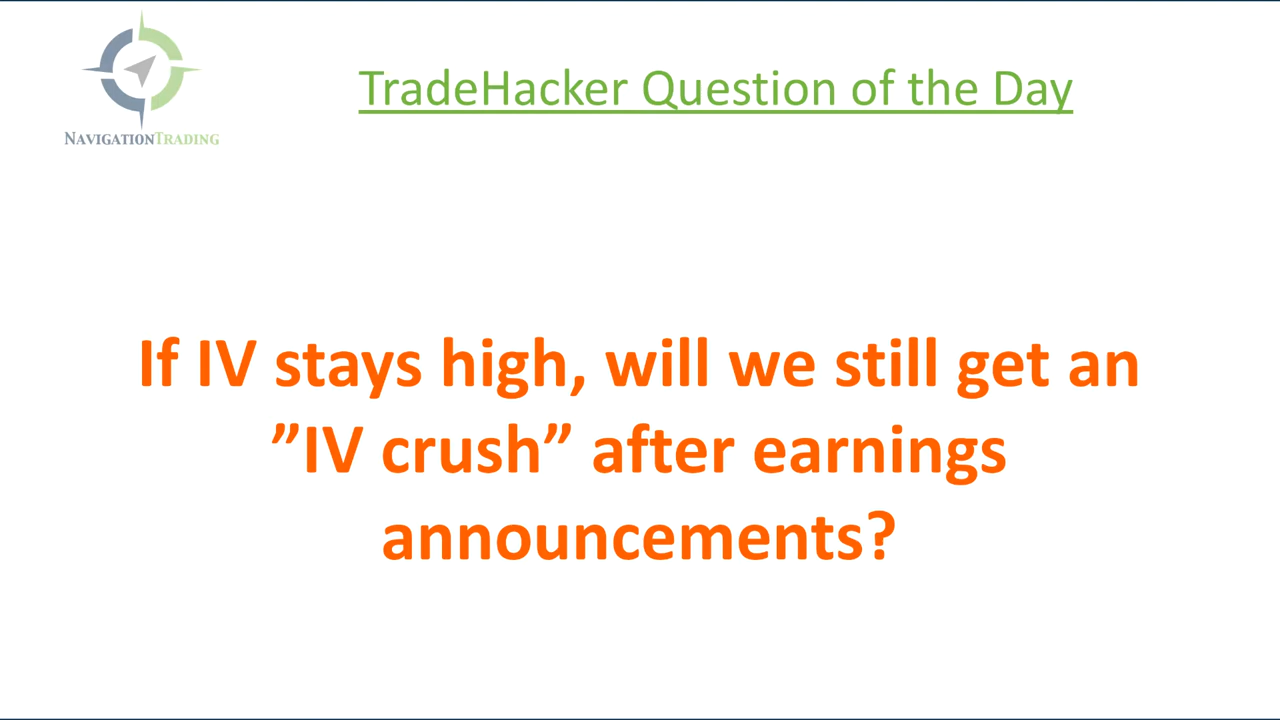 NAVIGATIONTRADING
TradeHacker Question of the Day
If IV stays high, will we still get an
”IV crush” after earnings
announcements?